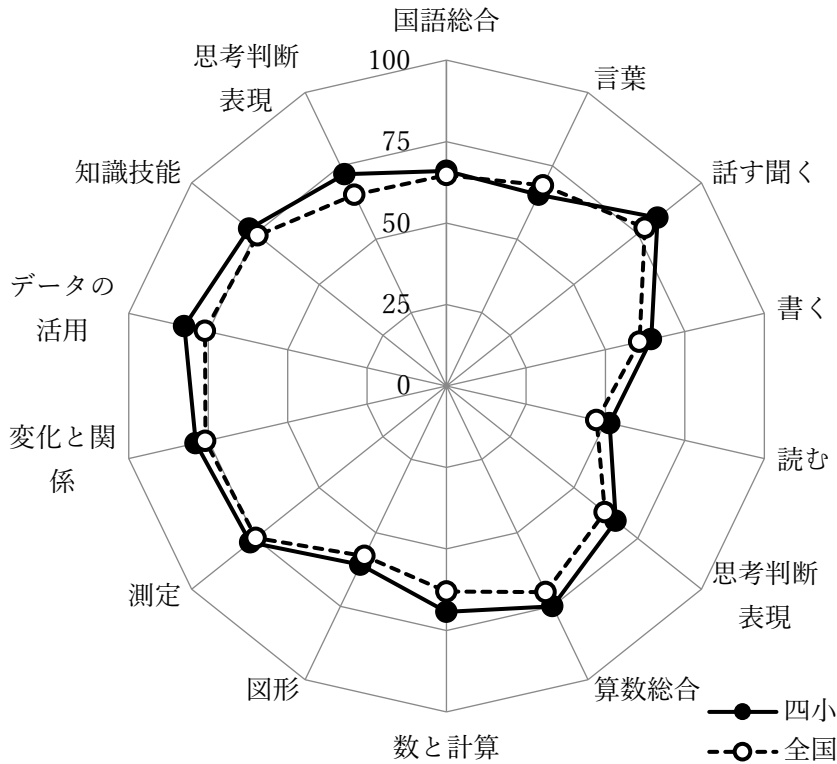 国語総合
言葉
話す聞く
書く
読む
思考判断
表現
算数総合
数と計算
図形
測定
変化と関
係
データの
活用
知識技能
思考判断
表現
100
75
50
25
0
四小
全国